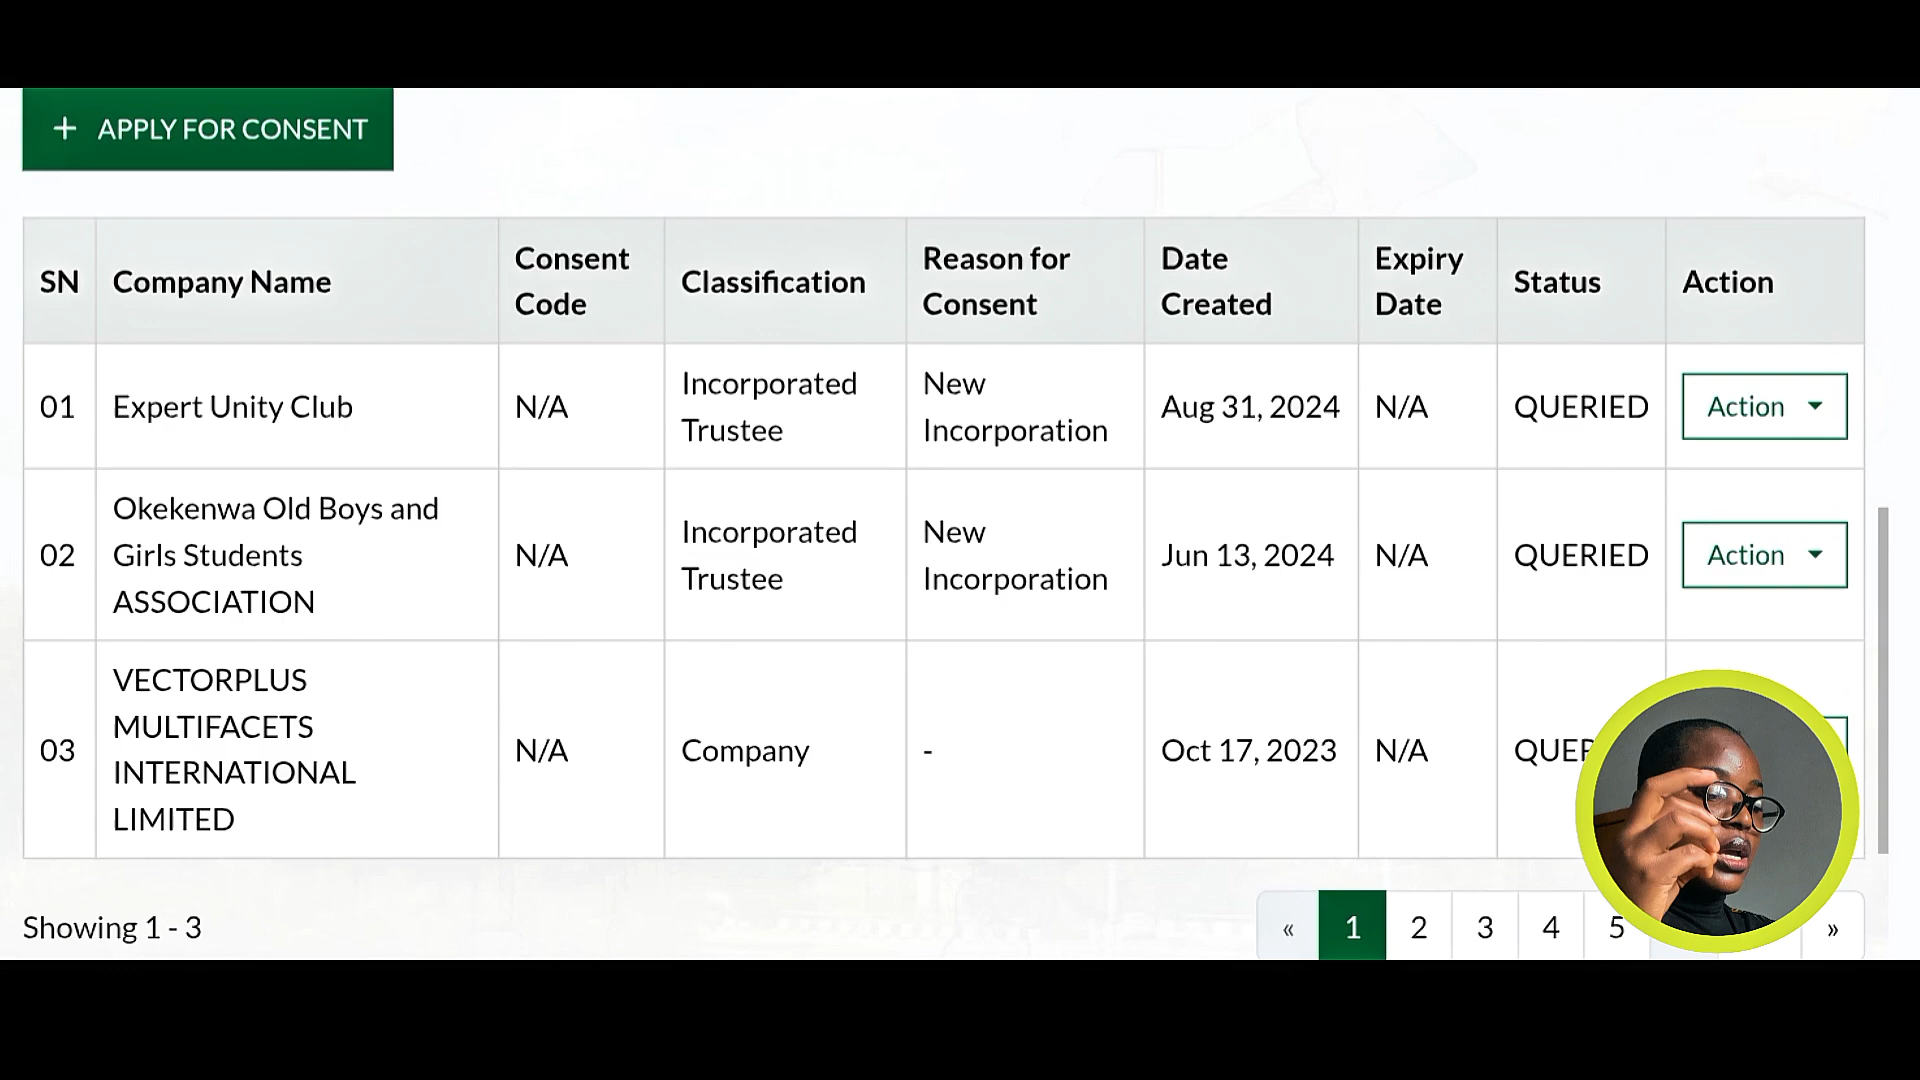 + APPLY FOR CONSENT
SN Company Name Consent Code Classification Reason for Consent Date Created Expiry Date Status Action
01 Expert Unity Club N/A Incorporated Trustee New Incorporation Aug 31, 2024 N/A QUERIED Action
02 Okekenwa Old Boys and Girls Students ASSOCIATION N/A Incorporated Trustee New Incorporation Jun 13, 2024 N/A QUERIED Action
03 VECTORPLUS MULTIFACETS INTERNATIONAL LIMITED N/A Company - Oct 17, 2023 N/A
Showing 1 - 3
« 1 2 3 4 5 »